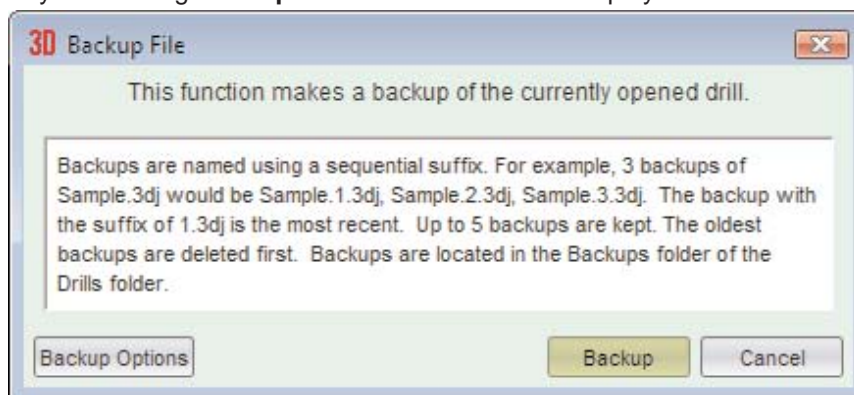 3D Backup File
This function makes a backup of the currently opened drill.
Backups are named using a sequential suffix. For example, 3 backups of
Sample.3dj would be Sample.1.3dj, Sample.2.3dj, Sample.3.3dj.  The backup with
the suffix of 1.3dj is the most recent.  Up to 5 backups are kept. The oldest
backups are deleted first.  Backups are located in the Backups folder of the
Drills folder.
Backup Options Backup Cancel